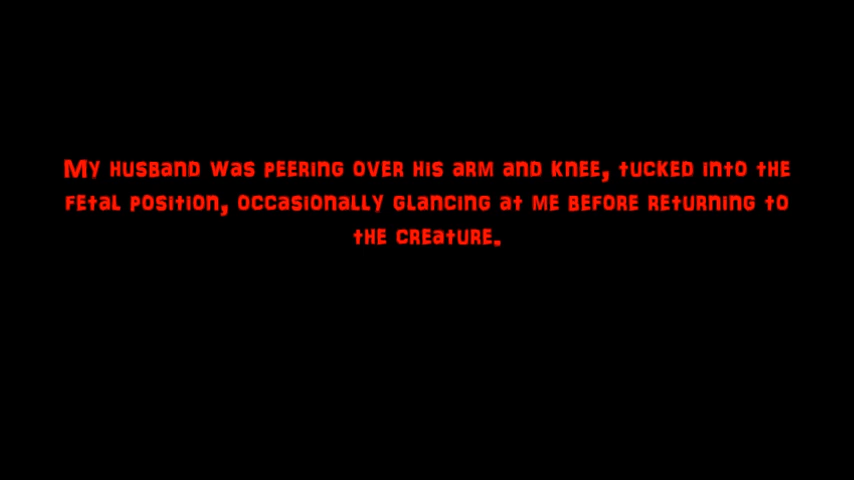 My husband was peering over his arm and knee, tucked into the
fetal position, occasionally glancing at me before returning to
the creature.